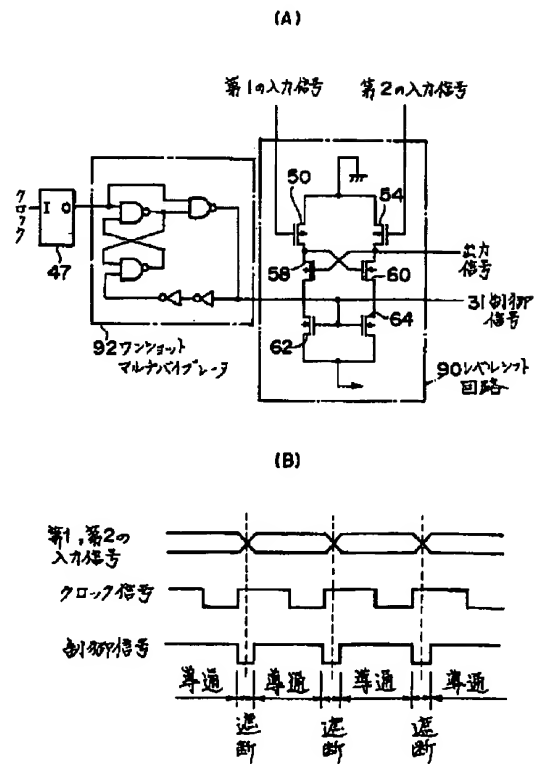 (A)
第1の入力信号
第2の入力信号
50
54
クロック
I O
47
58
60
出力
信号
31制御
信号
62
64
92ワンショット
マルチバイブレータ
90レベルシフト
回路
(B)
第1,第2の
入力信号
クロック信号
制御信号
導通
導通
導通
導通
遮断
遮断
遮断